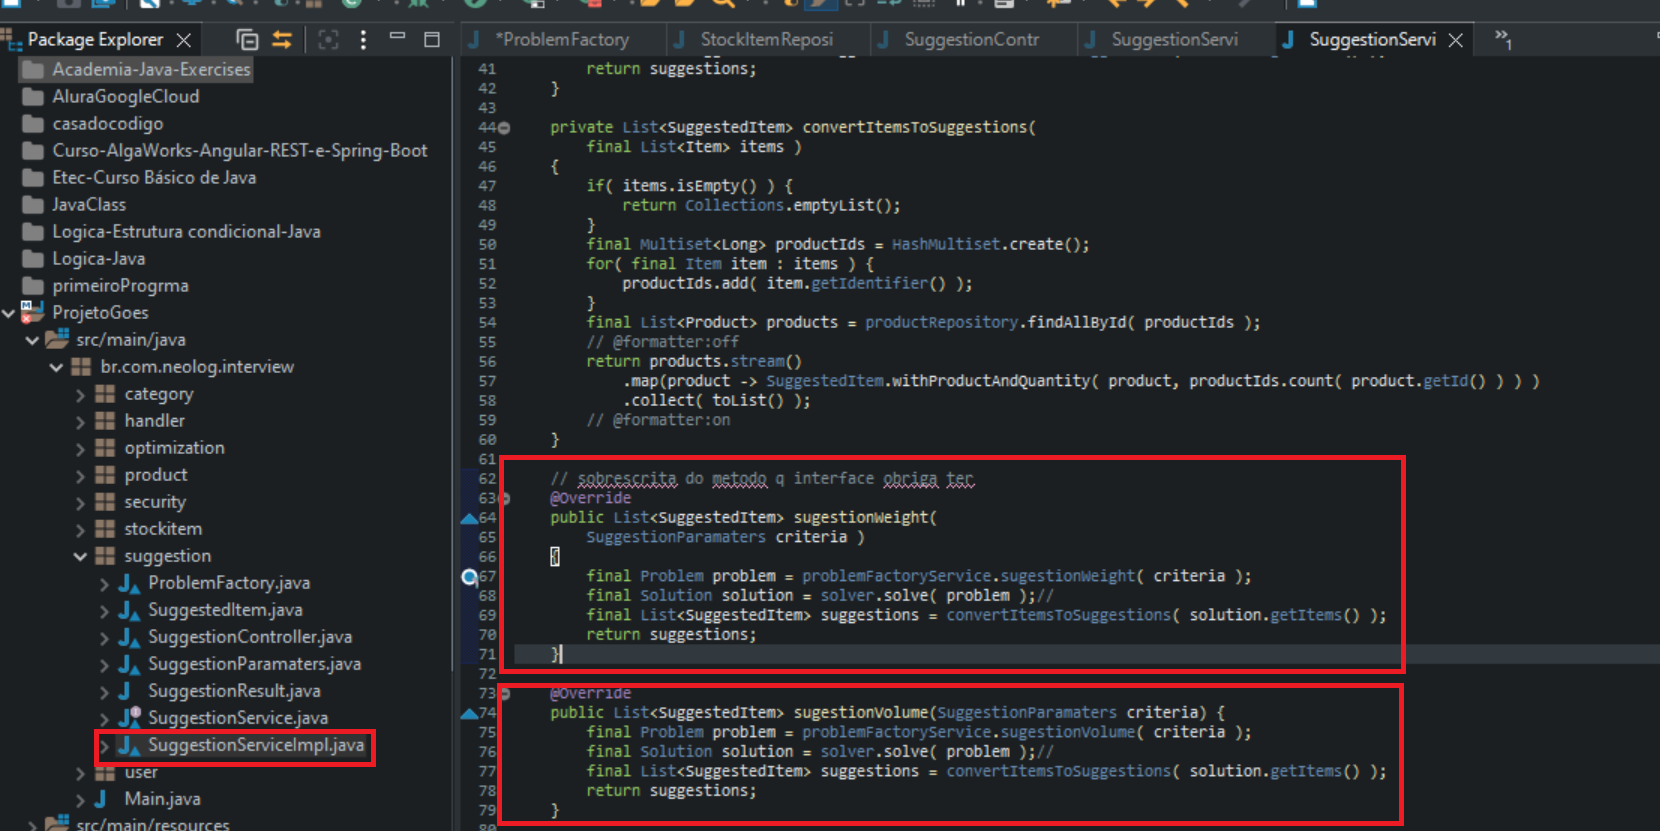 Package Explorer
*ProblemFactory
StockItemReposi
SuggestionContr
SuggestionServi
SuggestionServi
»1
Academia-Java-Exercises
AluraGoogleCloud
casadocodigo
Curso-AlgaWorks-Angular-REST-e-Spring-Boot
Etec-Curso Básico de Java
JavaClass
Logica-Estrutura condicional-Java
Logica-Java
primeiroProgrma
ProjetoGoes
src/main/java
br.com.neolog.interview
category
handler
optimization
product
security
stockitem
suggestion
ProblemFactory.java
SuggestedItem.java
SuggestionController.java
SuggestionParamaters.java
SuggestionResult.java
SuggestionService.java
SuggestionServiceImpl.java
user
Main.java
src/main/resources
41 return suggestions;
42 }
43
44 private List<SuggestedItem> convertItemsToSuggestions(
45 final List<Item> items )
46 {
47 if( items.isEmpty() ) {
48 return Collections.emptyList();
49 }
50 final Multiset<Long> productIds = HashMultiset.create();
51 for( final Item item : items ) {
52 productIds.add( item.getIdentifier() );
53 }
54 final List<Product> products = productRepository.findAllById( productIds );
55 // @formatter:off
56 return products.stream()
57 .map(product -> SuggestedItem.withProductAndQuantity( product, productIds.count( product.getId() ) ) )
58 .collect( toList() );
59 // @formatter:on
60 }
61
62 // sobrescrita do metodo q interface obriga ter
63 @Override
64 public List<SuggestedItem> sugestionWeight(
65 SuggestionParamaters criteria )
66 {
67 final Problem problem = problemFactoryService.sugestionWeight( criteria );
68 final Solution solution = solver.solve( problem );//
69 final List<SuggestedItem> suggestions = convertItemsToSuggestions( solution.getItems() );
70 return suggestions;
71 }
72
73 @Override
74 public List<SuggestedItem> sugestionVolume(SuggestionParamaters criteria) {
75 final Problem problem = problemFactoryService.sugestionVolume( criteria );
76 final Solution solution = solver.solve( problem );//
77 final List<SuggestedItem> suggestions = convertItemsToSuggestions( solution.getItems() );
78 return suggestions;
79 }
80